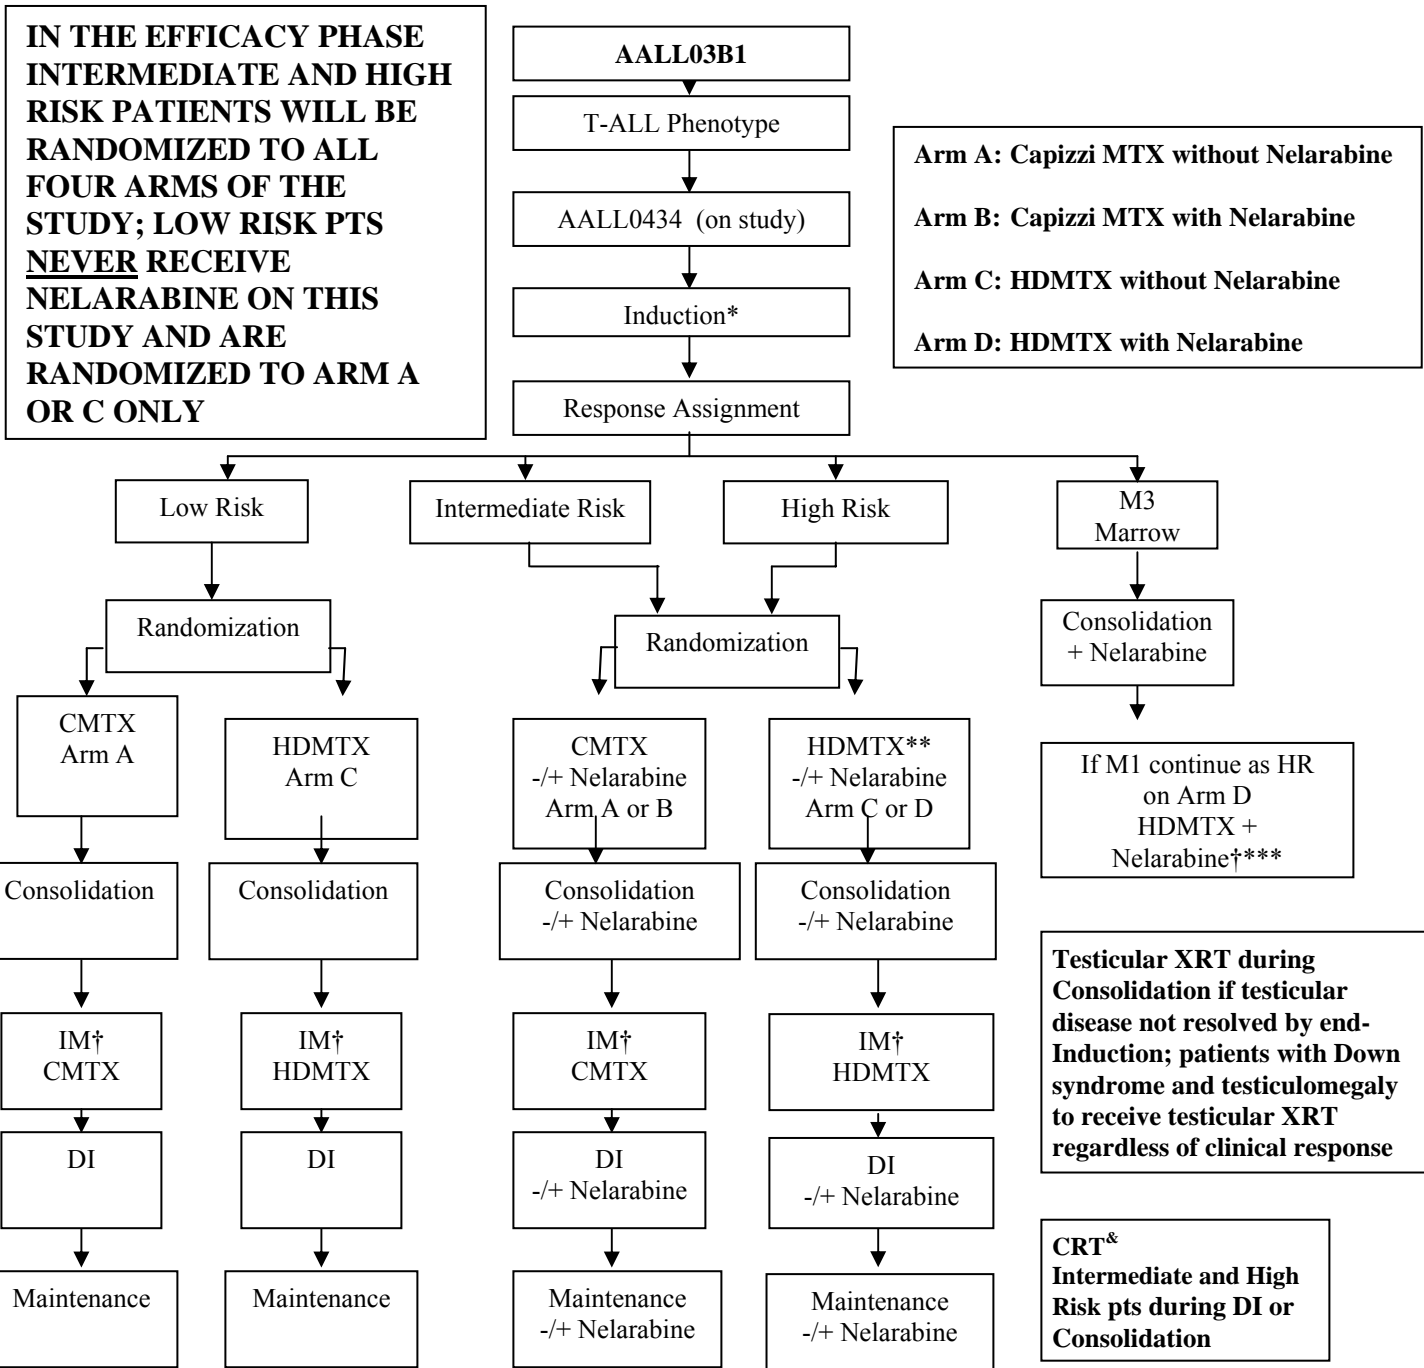 IN THE EFFICACY PHASE
INTERMEDIATE AND HIGH
RISK PATIENTS WILL BE
RANDOMIZED TO ALL
FOUR ARMS OF THE
STUDY; LOW RISK PTS
NEVER RECEIVE
NELARABINE ON THIS
STUDY AND ARE
RANDOMIZED TO ARM A
OR C ONLY
AALL03B1
T-ALL Phenotype
AALL0434 (on study)
Induction*
Response Assignment
Arm A: Capizzi MTX without Nelarabine
Arm B: Capizzi MTX with Nelarabine
Arm C: HDMTX without Nelarabine
Arm D: HDMTX with Nelarabine
Low Risk
Intermediate Risk
High Risk
M3
Marrow
Randomization
Randomization
Consolidation
+ Nelarabine
CMTX
Arm A
HDMTX
Arm C
CMTX
-/+ Nelarabine
Arm A or B
HDMTX**
-/+ Nelarabine
Arm C or D
If M1 continue as HR
on Arm D
HDMTX +
Nelarabine†***
Consolidation
Consolidation
Consolidation
-/+ Nelarabine
Consolidation
-/+ Nelarabine
Testicular XRT during
Consolidation if testicular
disease not resolved by end-
Induction; patients with Down
syndrome and testiculomegaly
to receive testicular XRT
regardless of clinical response
IM†
CMTX
IM†
HDMTX
IM†
CMTX
IM†
HDMTX
DI
DI
DI
-/+ Nelarabine
DI
-/+ Nelarabine
CRT&
Intermediate and High
Risk pts during DI or
Consolidation
Maintenance
Maintenance
Maintenance
-/+ Nelarabine
Maintenance
-/+ Nelarabine